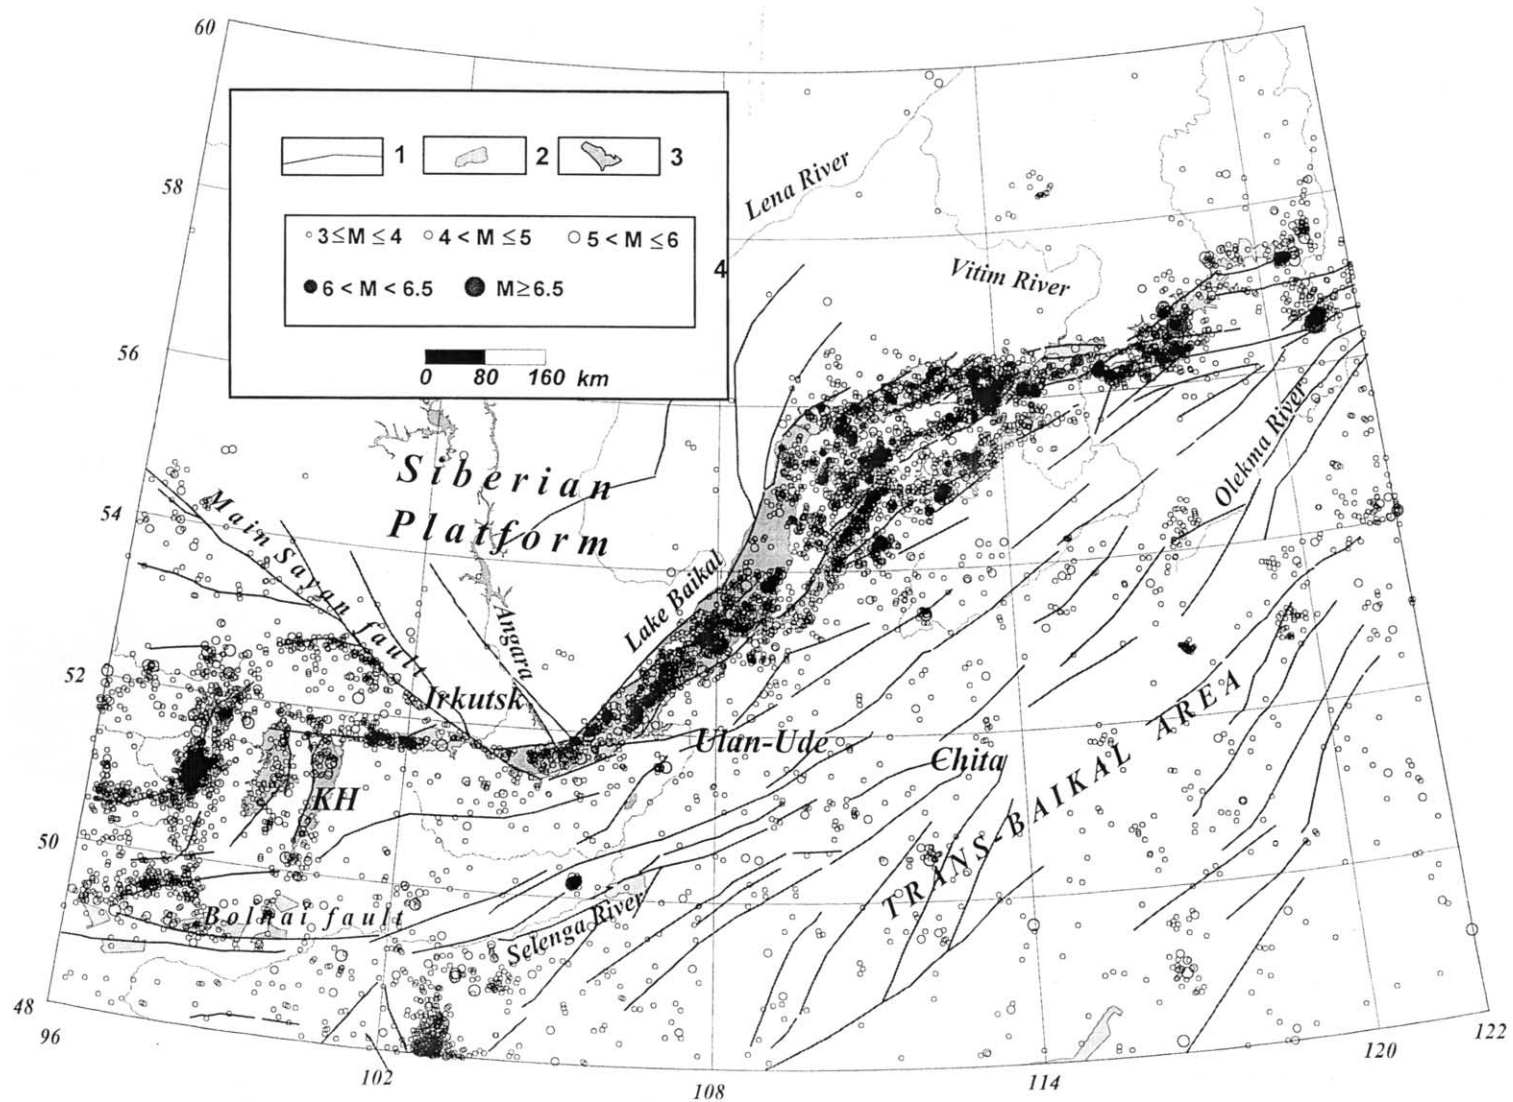 60
58
56
54
52
50
48
96
102
108
114
120
122
1
2
3
3≤M≤4
4<M≤5
5<M≤6
6<M<6.5
M≥6.5
4
0 80 160 km
Lena River
Vitim River
Olekma River
Siberian
Platform
Main Sayan fault
Angara
Lake Baikal
Irkutsk
Ulan-Ude
Chita
KH
TRANS-BAIKAL AREA
Bolnai fault
Selenga River